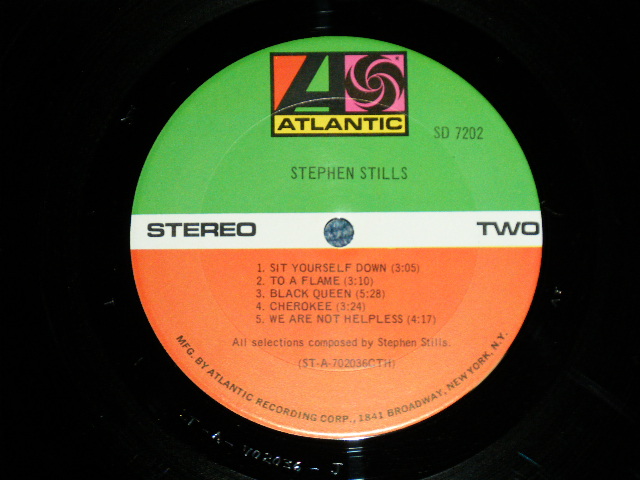 ATLANTIC
SD 7202
STEPHEN STILLS
STEREO
TWO
1. SIT YOURSELF DOWN (3:05)
2. TO A FLAME (3:10)
3. BLACK QUEEN (5:28)
4. CHEROKEE (3:24)
5. WE ARE NOT HELPLESS (4:17)
All selections composed by Stephen Stills.
(ST-A-702036CTH)
MFG. BY ATLANTIC RECORDING CORP., 1841 BROADWAY, NEW YORK, N.Y.